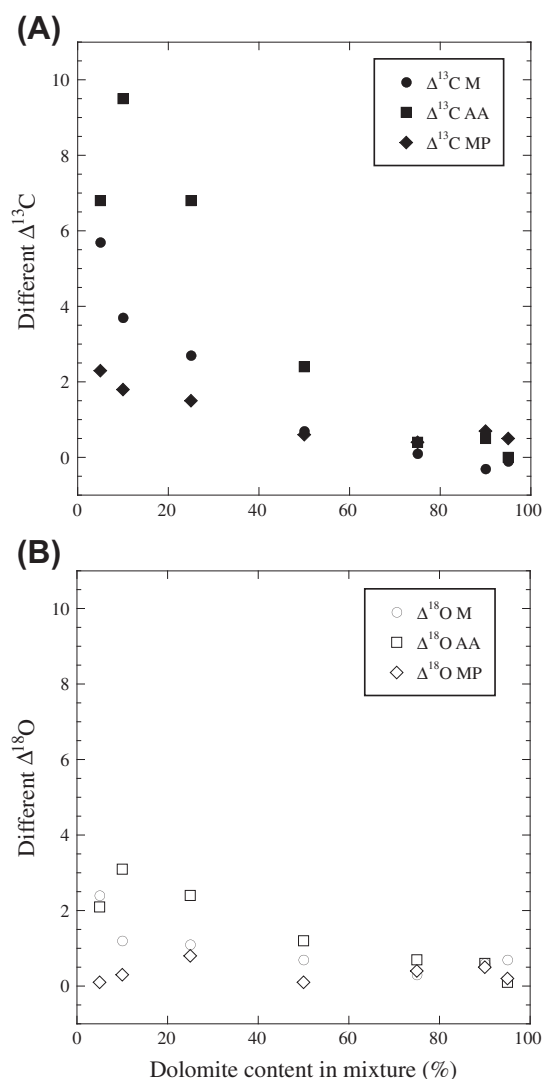 (A)
10
8
6
4
2
0
Different Δ¹³C
Δ¹³C M
Δ¹³C AA
Δ¹³C MP
0
20
40
60
80
100
(B)
10
8
6
4
2
0
Different Δ¹⁸O
Δ¹⁸O M
Δ¹⁸O AA
Δ¹⁸O MP
0
20
40
60
80
100
Dolomite content in mixture (%)